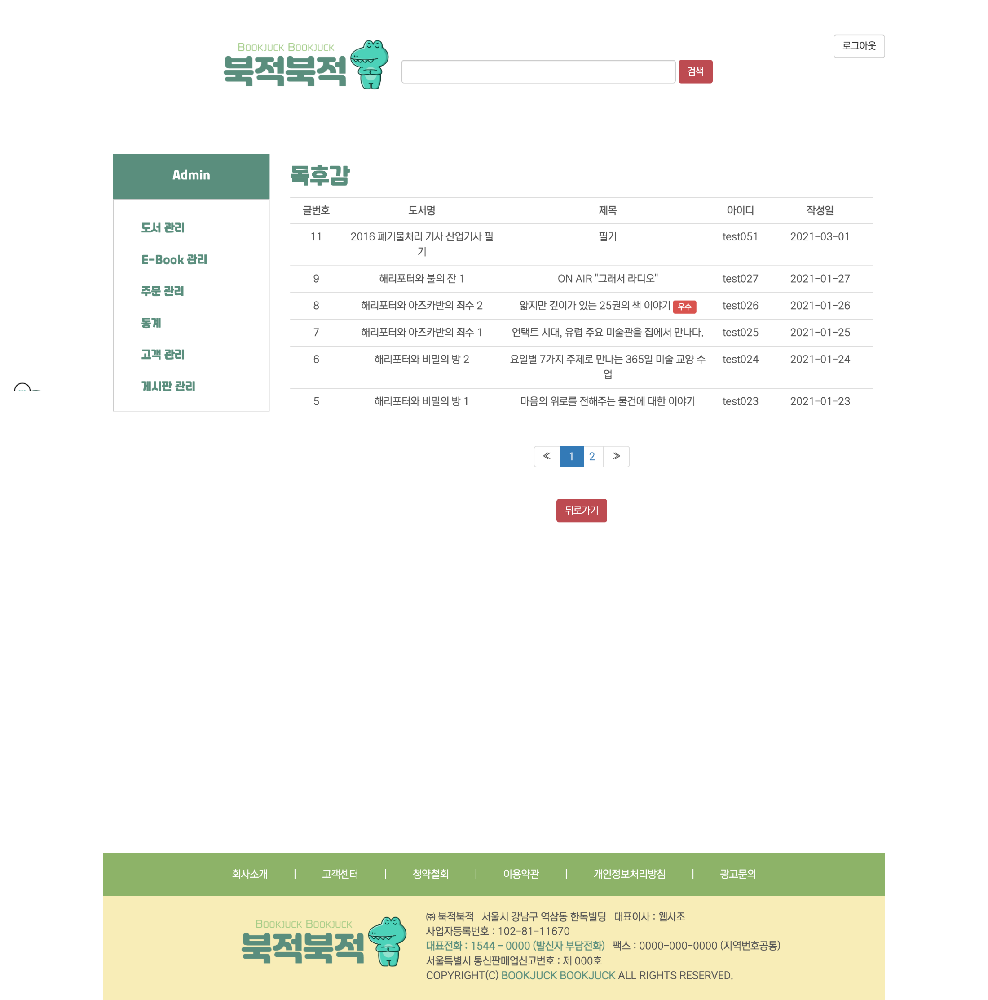 로그아웃
BOOKJUCK BOOKJUCK
북적북적
검색
Admin
도서 관리
E-Book 관리
주문 관리
통계
고객 관리
게시판 관리
독후감
글번호 도서명 제목 아이디 작성일
11 2016 폐기물처리 기사 산업기사 필 필기 test051 2021-03-01
기
9 해리포터와 불의 잔 1 ON AIR "그래서 라디오" test027 2021-01-27
8 해리포터와 아즈카반의 죄수 2 얇지만 깊이가 있는 25권의 책 이야기 우수 test026 2021-01-26
7 해리포터와 아즈카반의 죄수 1 언택트 시대, 유럽 주요 미술관을 집에서 만나다. test025 2021-01-25
6 해리포터와 비밀의 방 2 요일별 7가지 주제로 만나는 365일 미술 교양 수 test024 2021-01-24
업
5 해리포터와 비밀의 방 1 마음의 위로를 전해주는 물건에 대한 이야기 test023 2021-01-23
≪ 1 2 ≫
뒤로가기
회사소개 | 고객센터 | 청약철회 | 이용약관 | 개인정보처리방침 | 광고문의
BOOKJUCK BOOKJUCK
북적북적
㈜ 북적북적 서울시 강남구 역삼동 한독빌딩 대표이사 : 웹사조
사업자등록번호 : 102-81-11670
대표전화 : 1544 - 0000 (발신자 부담전화) 팩스 : 0000-000-0000 (지역번호공통)
서울특별시 통신판매업신고번호 : 제 000호
COPYRIGHT(C) BOOKJUCK BOOKJUCK ALL RIGHTS RESERVED.